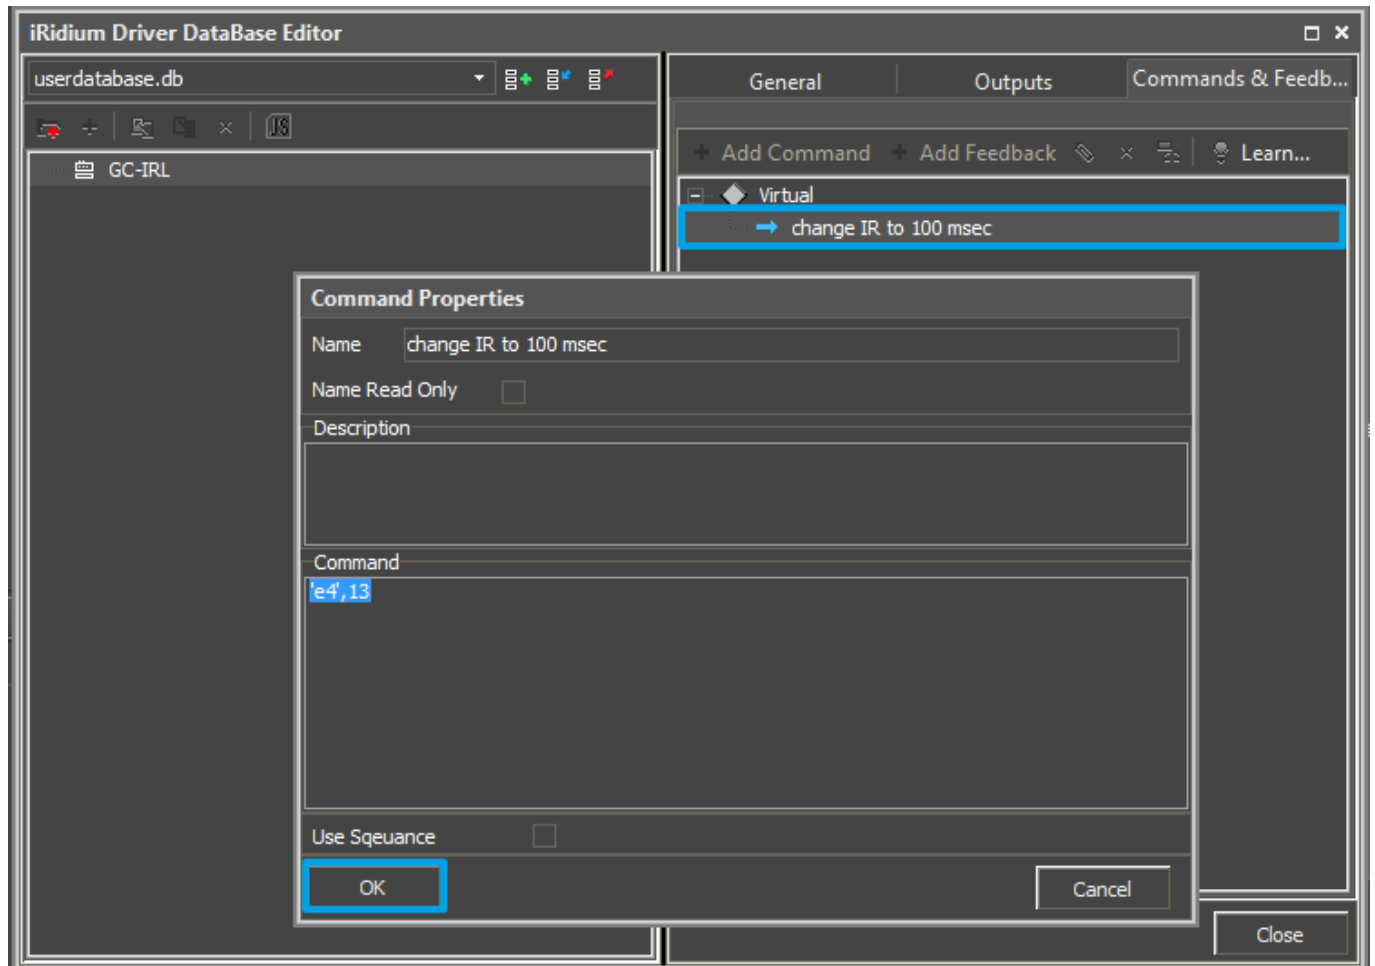 iRidium Driver DataBase Editor
userdatabase.db
General
Outputs
Commands & Feedb...
JS
Add Command
Add Feedback
Learn...
GC-IRL
Virtual
change IR to 100 msec
Command Properties
Name
change IR to 100 msec
Name Read Only
Description
Command
'e4',13
Use Sqeuance
OK
Cancel
Close